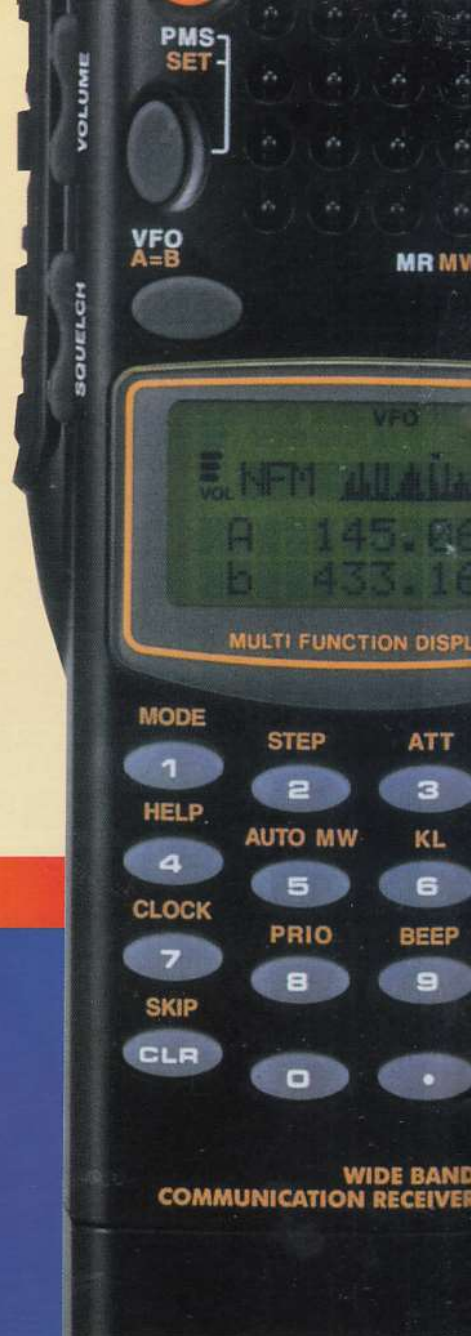 PMS
SET
VOLUME
VFO
A=B
MR MW
SQUELCH
VFO
VOL NFM
A 145.06
b 433.16
MULTI FUNCTION DISPL
MODE
STEP
ATT
1
2
3
HELP
AUTO MW
KL
4
5
6
CLOCK
PRIO
BEEP
7
8
9
SKIP
CLR
0
.
WIDE BAND
COMMUNICATION RECEIVER